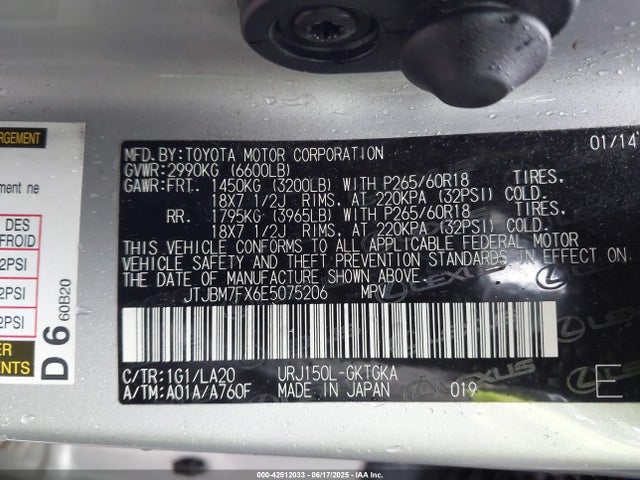 RGEMENT
ment ne
DES
FROID
2PSI
2PSI
2PSI
ER
MENTS
D6 60B20
01/14
MFD.BY:TOYOTA MOTOR CORPORATION
GVWR:2990KG (6600LB)
GAWR:FRT. 1450KG (3200LB) WITH P265/60R18 TIRES,
18X7 1/2J RIMS, AT 220KPA (32PSI) COLD.
RR. 1795KG (3965LB) WITH P265/60R18 TIRES,
18X7 1/2J RIMS, AT 220KPA (32PSI) COLD.
THIS VEHICLE CONFORMS TO ALL APPLICABLE FEDERAL MOTOR
VEHICLE SAFETY AND THEFT PREVENTION STANDARDS IN EFFECT ON
THE DATE OF MANUFACTURE SHOWN ABOVE.
JTJBM7FX6E5075206 MPV
C/TR:1G1/LA20 URJ150L-GKTGKA
A/TM:A01A/A760F MADE IN JAPAN 019
E
LEXUS
LEXUS
LEXUS
000-42512033 - 06/17/2025 - IAA Inc.